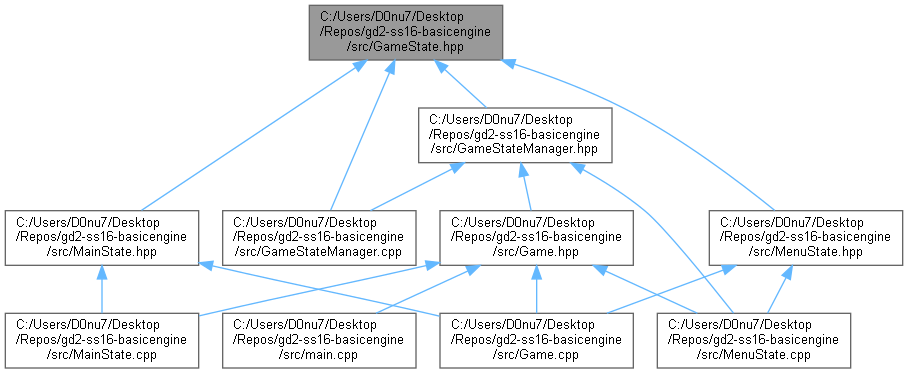 C:/Users/D0nu7/Desktop
/Repos/gd2-ss16-basicengine
/src/GameState.hpp
C:/Users/D0nu7/Desktop
/Repos/gd2-ss16-basicengine
/src/GameStateManager.hpp
C:/Users/D0nu7/Desktop
/Repos/gd2-ss16-basicengine
/src/MainState.hpp
C:/Users/D0nu7/Desktop
/Repos/gd2-ss16-basicengine
/src/GameStateManager.cpp
C:/Users/D0nu7/Desktop
/Repos/gd2-ss16-basicengine
/src/Game.hpp
C:/Users/D0nu7/Desktop
/Repos/gd2-ss16-basicengine
/src/MenuState.hpp
C:/Users/D0nu7/Desktop
/Repos/gd2-ss16-basicengine
/src/MainState.cpp
C:/Users/D0nu7/Desktop
/Repos/gd2-ss16-basicengine
/src/main.cpp
C:/Users/D0nu7/Desktop
/Repos/gd2-ss16-basicengine
/src/Game.cpp
C:/Users/D0nu7/Desktop
/Repos/gd2-ss16-basicengine
/src/MenuState.cpp